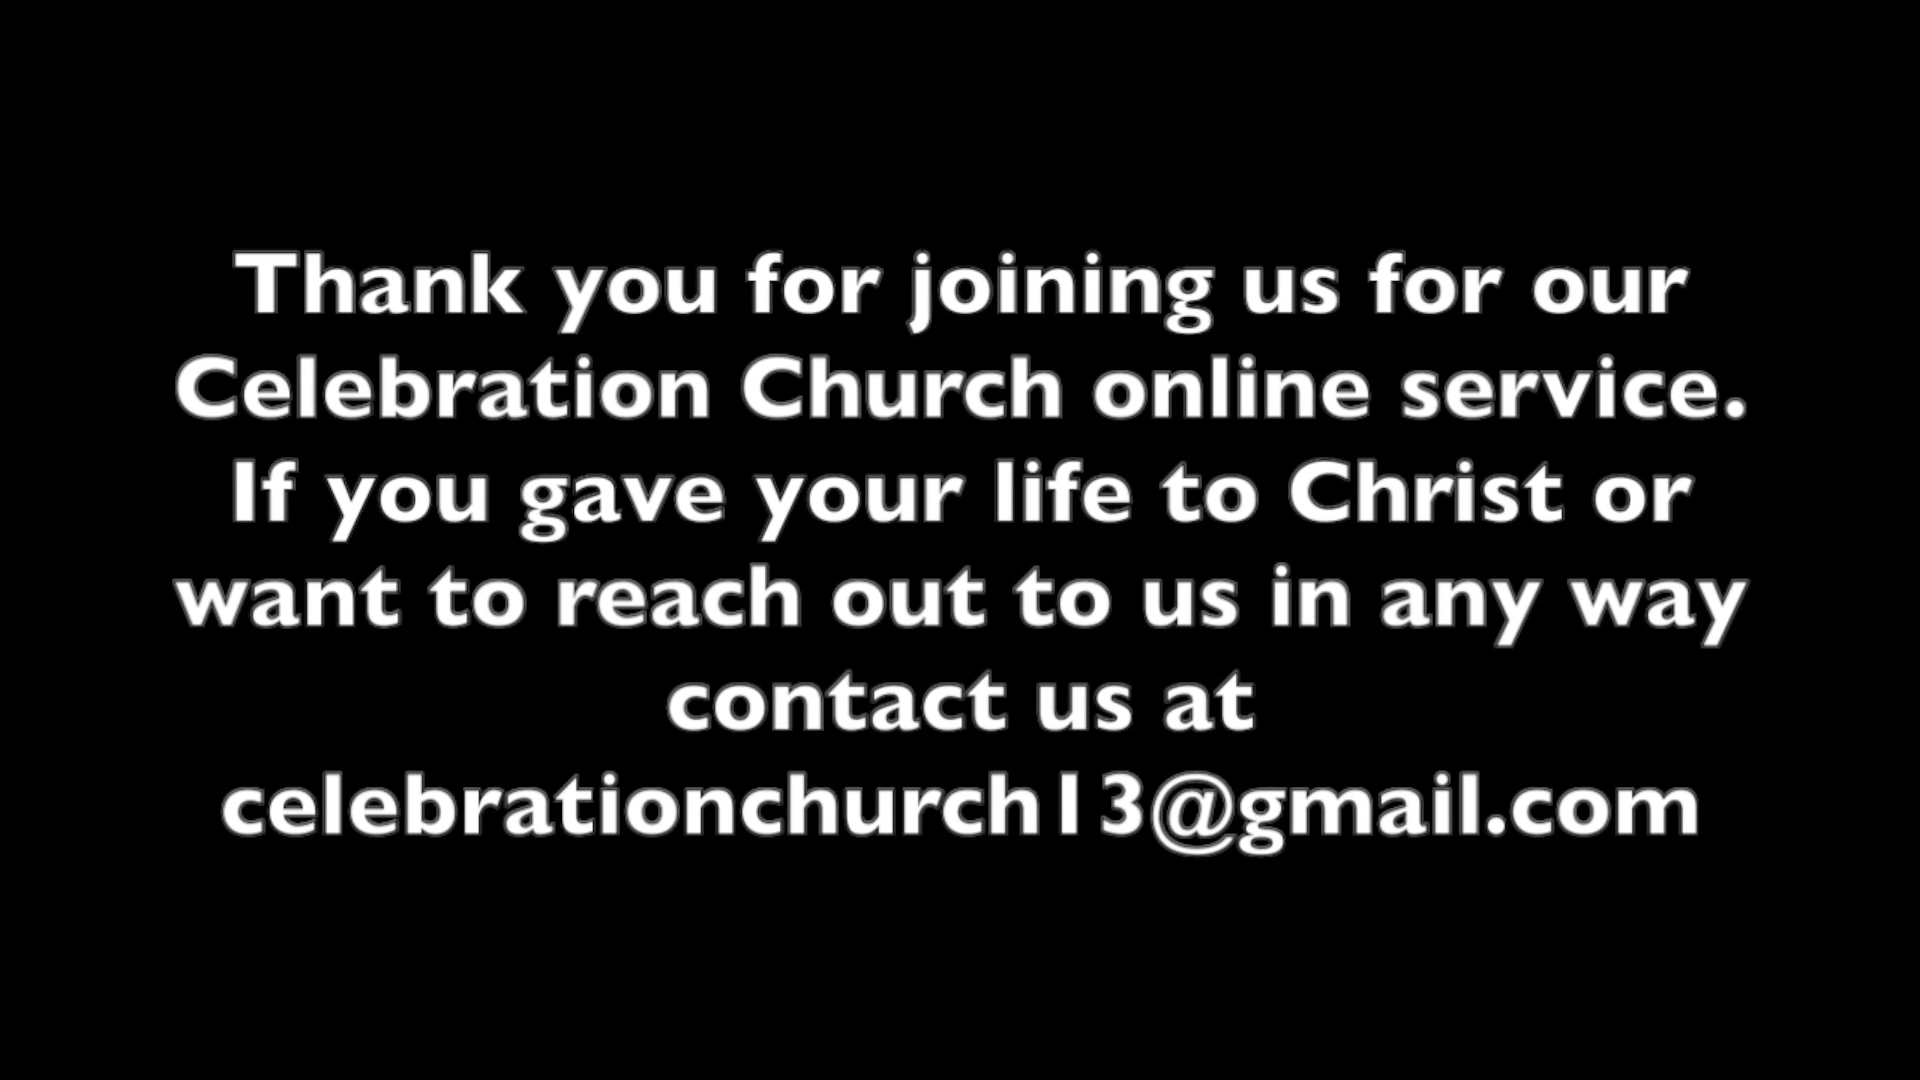 Thank you for joining us for our
Celebration Church online service.
If you gave your life to Christ or
want to reach out to us in any way
contact us at
celebrationchurch13@gmail.com